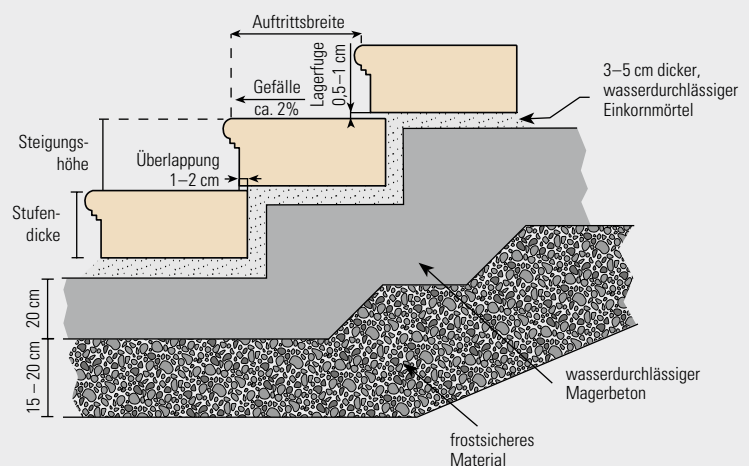 Auftrittsbreite
Lagerfuge
0,5–1 cm
3–5 cm dicker,
wasserdurchlässiger
Einkornmörtel
Gefälle
ca. 2%
Steigungs-
höhe
Überlappung
1–2 cm
Stufen-
dicke
20 cm
15 – 20 cm
wasserdurchlässiger
Magerbeton
frostsicheres
Material